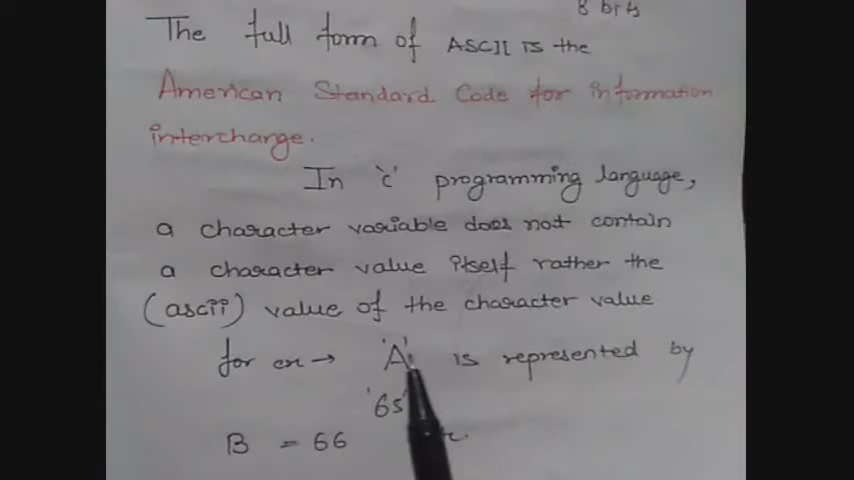 8 bits
The full form of ASCII is the
American Standard Code for information
interchange.
In 'c' programming language,
a character variable does not contain
a character value itself rather the
(ascii) value of the character value
for ex → 'A' is represented by
'65'
B = 66